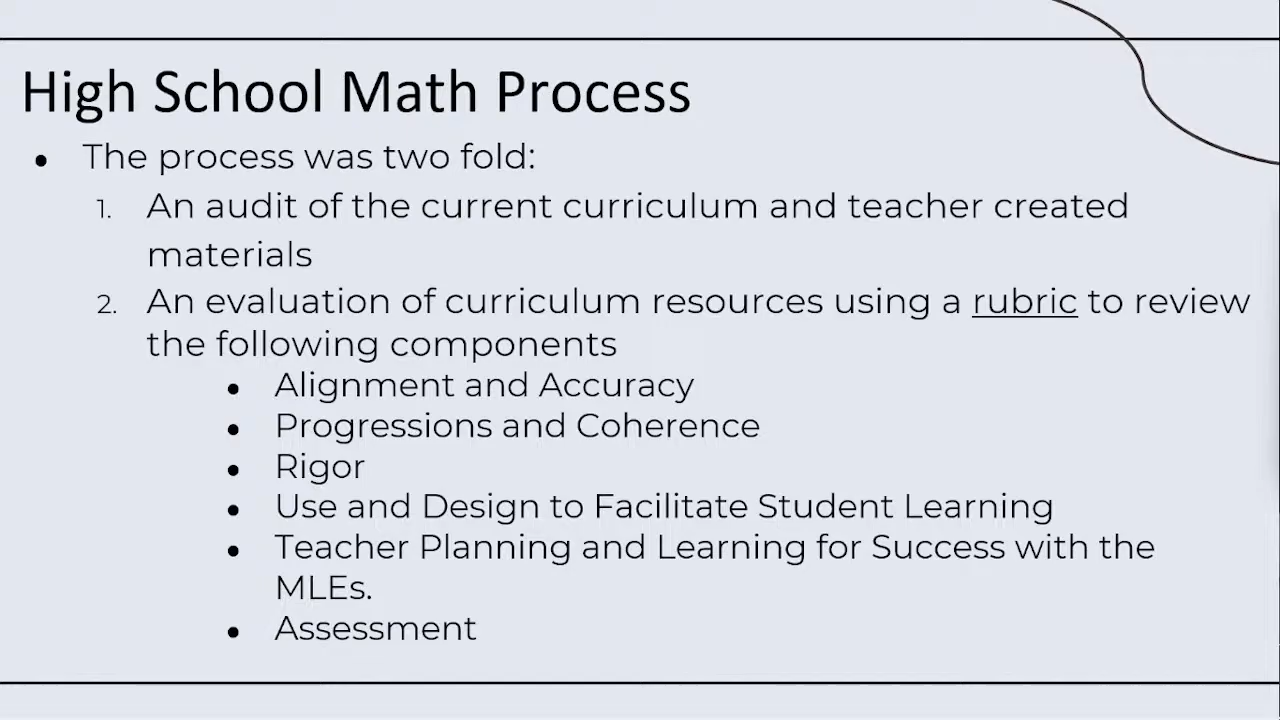 High School Math Process
• The process was two fold:
1. An audit of the current curriculum and teacher created
materials
2. An evaluation of curriculum resources using a rubric to review
the following components
• Alignment and Accuracy
• Progressions and Coherence
• Rigor
• Use and Design to Facilitate Student Learning
• Teacher Planning and Learning for Success with the
MLEs.
• Assessment